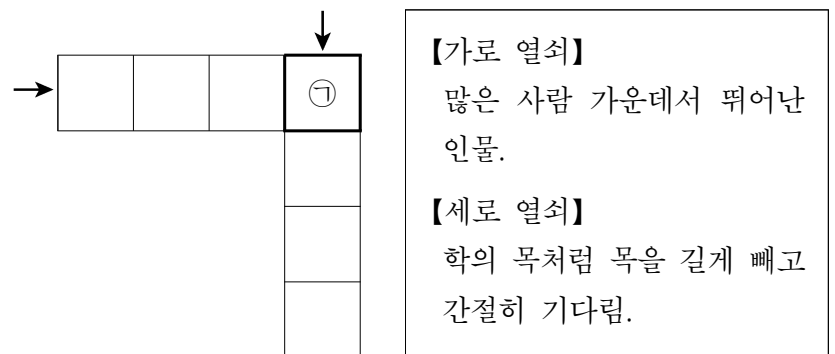 ㉠
【가로 열쇠】
많은 사람 가운데서 뛰어난
인물.
【세로 열쇠】
학의 목처럼 목을 길게 빼고
간절히 기다림.